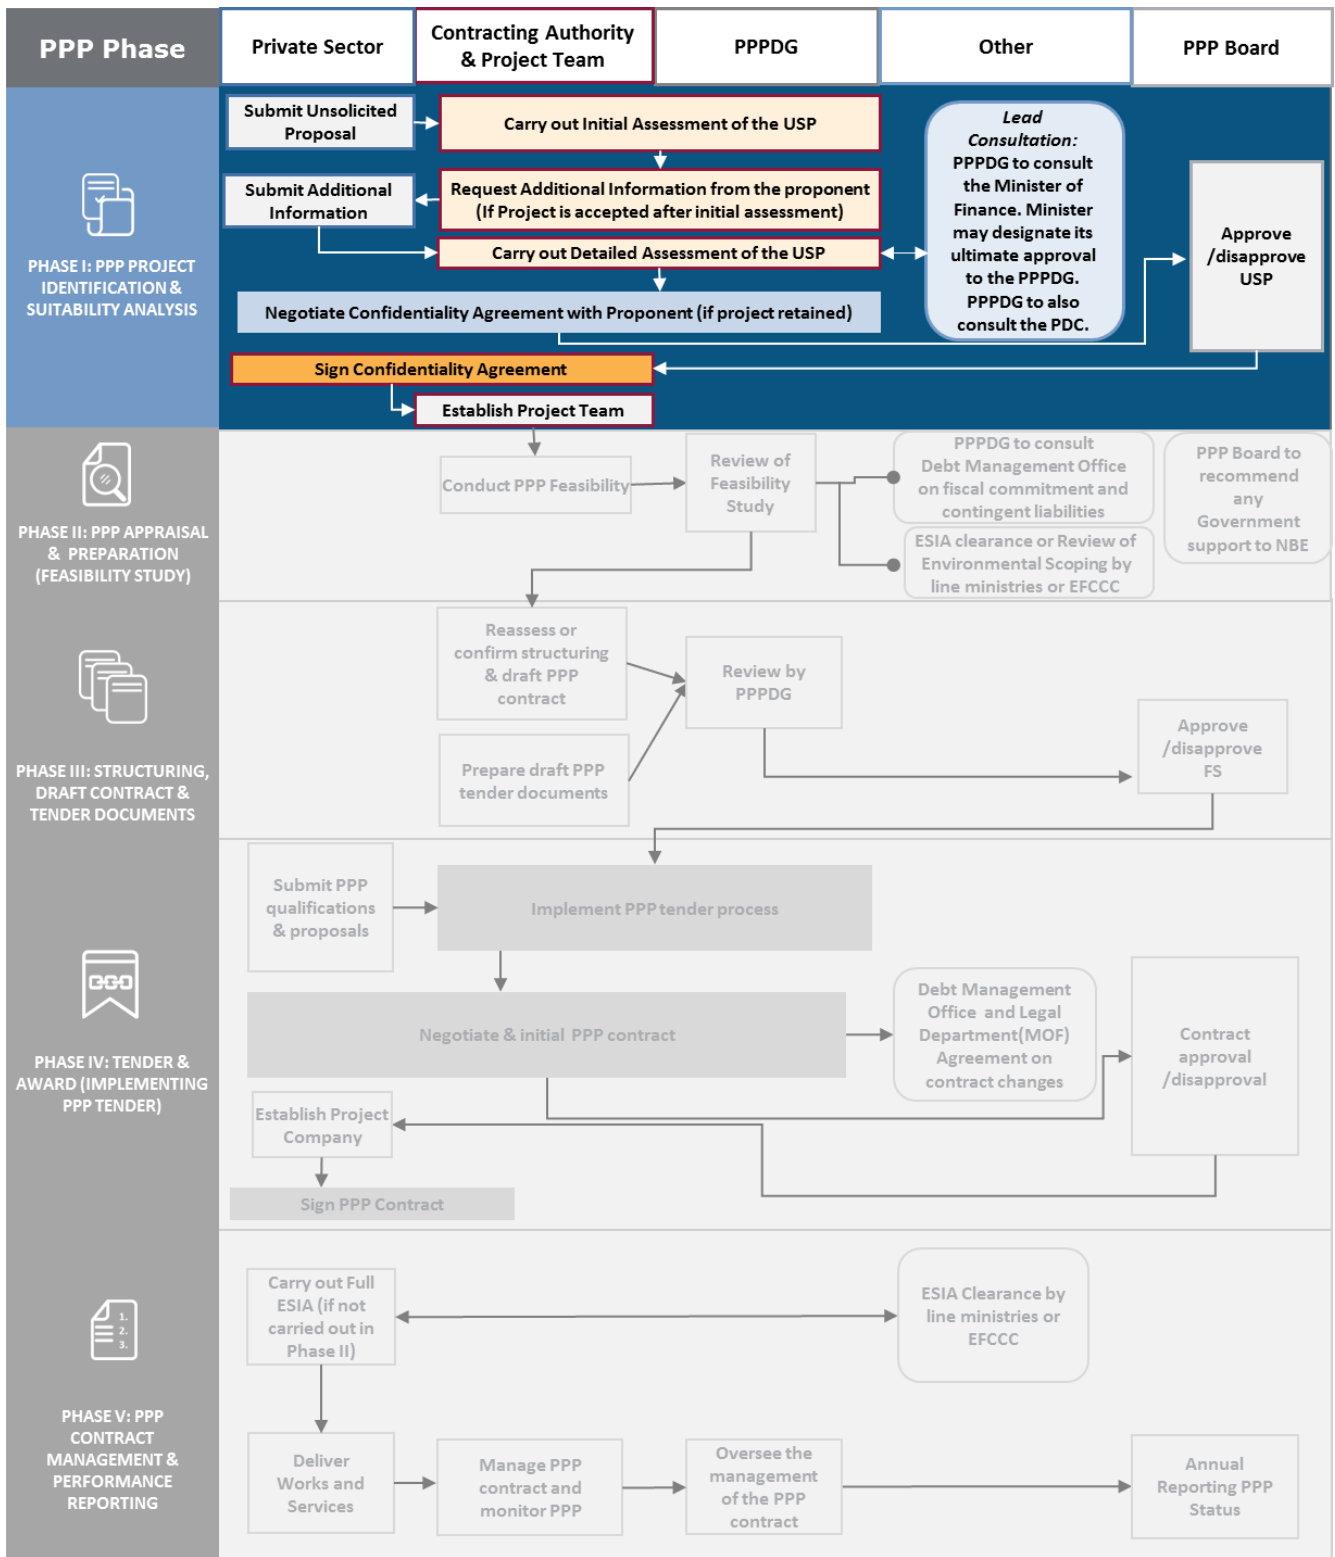 PPP Phase
Private Sector
Contracting Authority
& Project Team
PPPDG
Other
PPP Board
PHASE I: PPP PROJECT
IDENTIFICATION &
SUITABILITY ANALYSIS
Submit Unsolicited
Proposal
Carry out Initial Assessment of the USP
Submit Additional
Information
Request Additional Information from the proponent
(If Project is accepted after initial assessment)
Carry out Detailed Assessment of the USP
Negotiate Confidentiality Agreement with Proponent (if project retained)
Lead
Consultation:
PPPDG to consult
the Minister of
Finance. Minister
may designate its
ultimate approval
to the PPPDG.
PPPDG to also
consult the PDC.
Approve
/disapprove
USP
Sign Confidentiality Agreement
Establish Project Team
PHASE II: PPP APPRAISAL
& PREPARATION
(FEASIBILITY STUDY)
Conduct PPP Feasibility
Review of
Feasibility
Study
PPPDG to consult
Debt Management Office
on fiscal commitment and
contingent liabilities
ESIA clearance or Review of
Environmental Scoping by
line ministries or EFCCC
PPP Board to
recommend
any
Government
support to NBE
PHASE III: STRUCTURING,
DRAFT CONTRACT &
TENDER DOCUMENTS
Reassess or
confirm structuring
& draft PPP
contract
Prepare draft PPP
tender documents
Review by
PPPDG
Approve
/disapprove
FS
PHASE IV: TENDER &
AWARD (IMPLEMENTING
PPP TENDER)
Submit PPP
qualifications
& proposals
Implement PPP tender process
Negotiate & initial PPP contract
Debt Management
Office and Legal
Department(MOF)
Agreement on
contract changes
Contract
approval
/disapproval
Establish Project
Company
Sign PPP Contract
1.
2.
3.
PHASE V: PPP
CONTRACT
MANAGEMENT &
PERFORMANCE
REPORTING
Carry out Full
ESIA (if not
carried out in
Phase II)
ESIA Clearance by
line ministries or
EFCCC
Deliver
Works and
Services
Manage PPP
contract and
monitor PPP
Oversee the
management
of the PPP
contract
Annual
Reporting PPP
Status